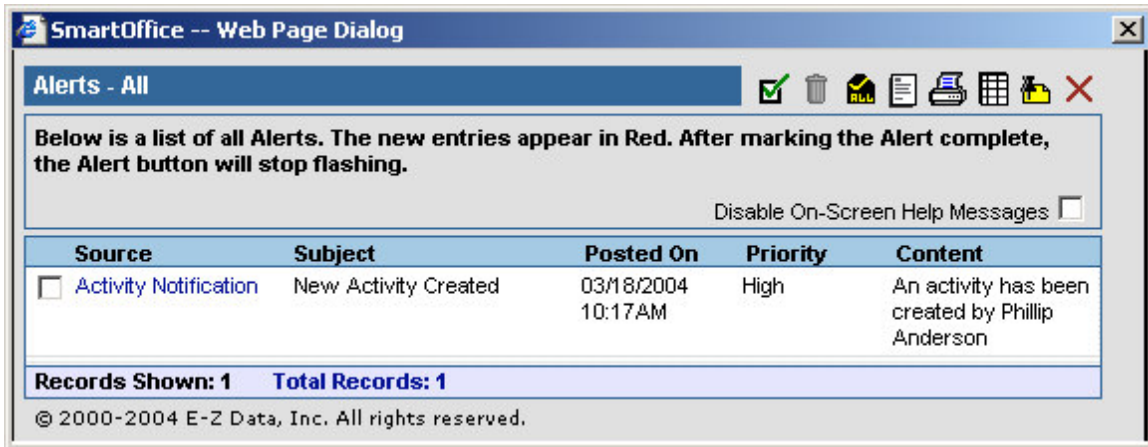 SmartOffice -- Web Page Dialog
Alerts - All
ALL
Below is a list of all Alerts. The new entries appear in Red. After marking the Alert complete,
the Alert button will stop flashing.
Disable On-Screen Help Messages
Source Subject Posted On Priority Content
Activity Notification New Activity Created 03/18/2004 High An activity has been
10:17AM created by Phillip
Anderson
Records Shown: 1 Total Records: 1
© 2000-2004 E-Z Data, Inc. All rights reserved.